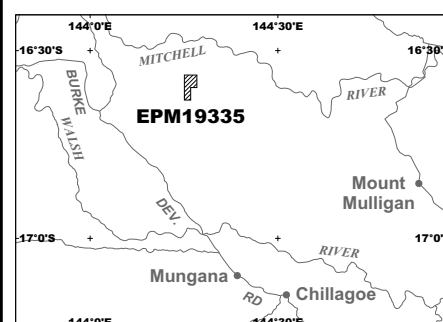 144°0'E
144°30'E
16°30'S
16°30'
MITCHELL
RIVER
BURKE
WALSH
EPM19335
Mount
Mulligan
DEV.
17°0'S
17°0'
RIVER
Mungana
RD
Chillagoe
144°0'E
144°30'E